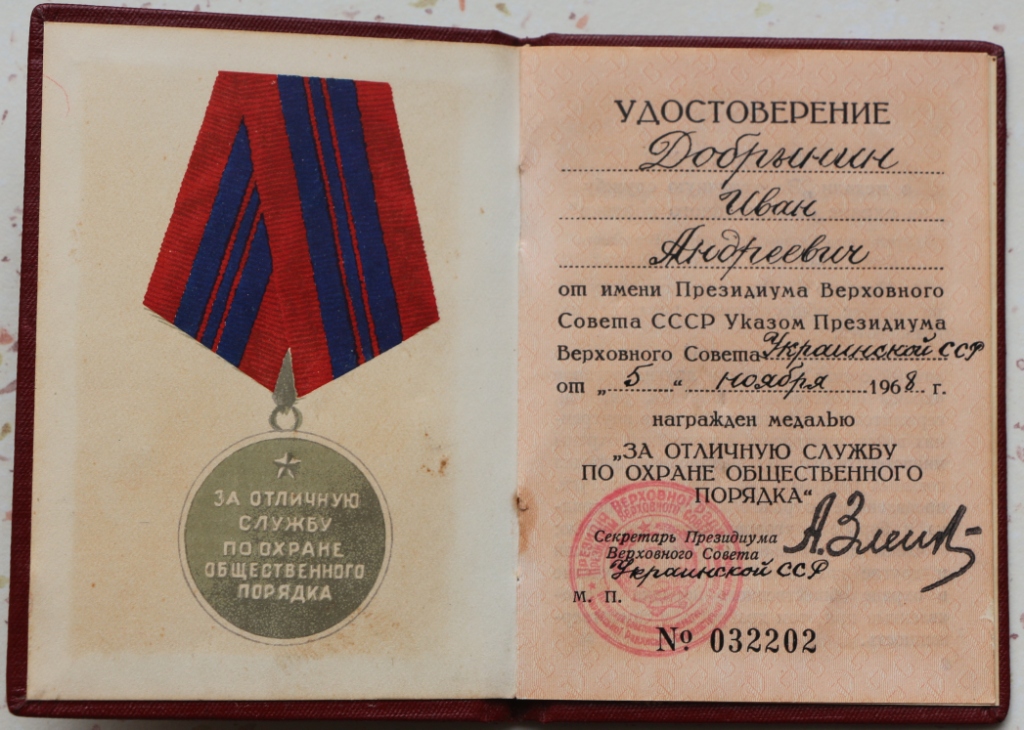 ЗА ОТЛИЧНУЮ
СЛУЖБУ
ПО ОХРАНЕ
ОБЩЕСТВЕННОГО
ПОРЯДКА
УДОСТОВЕРЕНИЕ
Добрынин
Иван
Андреевич
от имени Президиума Верховного
Совета СССР Указом Президиума
Верховного Совета Украинской ССР
от „5“ ноября 1968 г.
награжден медалью
„ЗА ОТЛИЧНУЮ СЛУЖБУ
ПО ОХРАНЕ ОБЩЕСТВЕННОГО
ПОРЯДКА“
Секретарь Президиума
Верховного Совета
Украинской ССР
М. П.
№ 032202